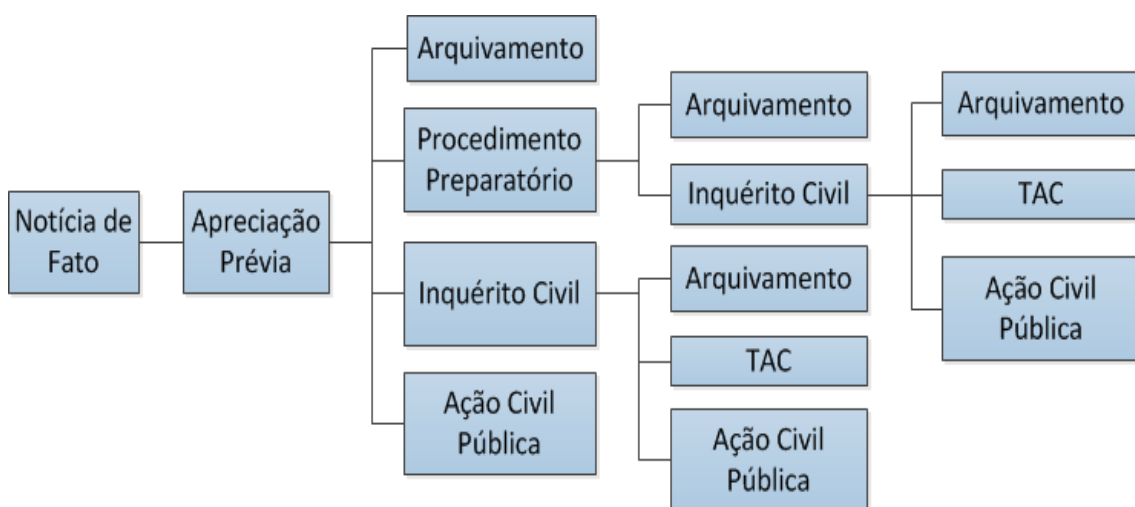 Notícia de
Fato
Apreciação
Prévia
Arquivamento
Procedimento
Preparatório
Inquérito Civil
Ação Civil
Pública
Arquivamento
Inquérito Civil
Arquivamento
TAC
Ação Civil
Pública
Arquivamento
TAC
Ação Civil
Pública